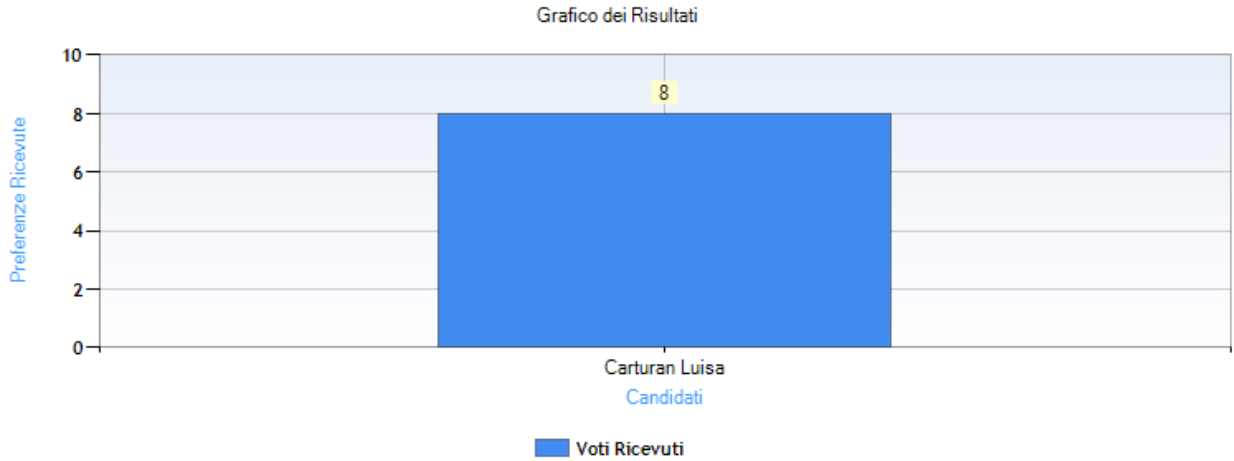 Grafico dei Risultati
10
8
8
6
4
2
0
Preferenze Ricevute
Carturan Luisa
Candidati
Voti Ricevuti